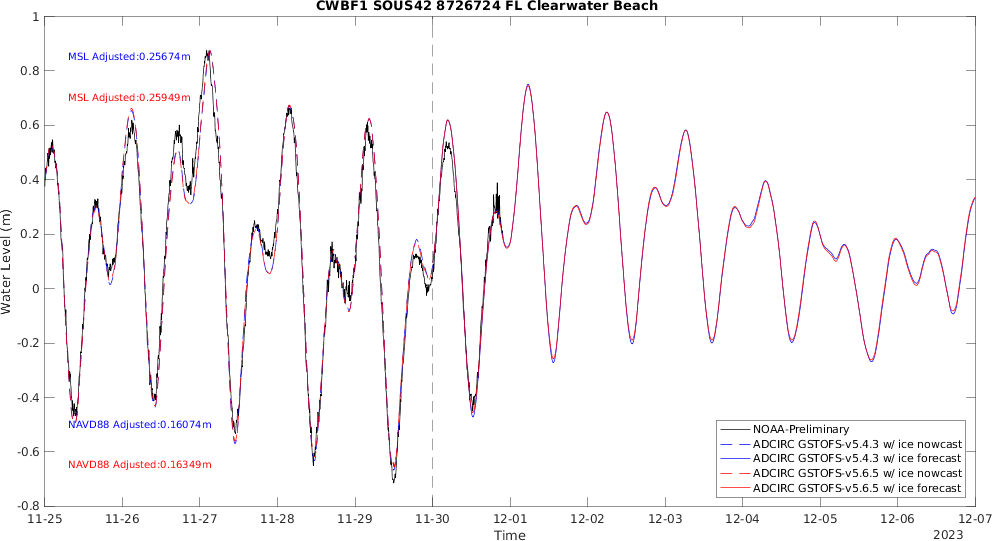 CWBF1 SOUS42 8726724 FL Clearwater Beach
1
0.8
0.6
0.4
0.2
0
-0.2
-0.4
-0.6
-0.8
Water Level (m)
MSL Adjusted:0.25674m
MSL Adjusted:0.25949m
NAVD88 Adjusted:0.16074m
NAVD88 Adjusted:0.16349m
NOAA-Preliminary
ADCIRC GSTOFS-v5.4.3 w/ ice nowcast
ADCIRC GSTOFS-v5.4.3 w/ ice forecast
ADCIRC GSTOFS-v5.6.5 w/ ice nowcast
ADCIRC GSTOFS-v5.6.5 w/ ice forecast
11-25 11-26 11-27 11-28 11-29 11-30 12-01 12-02 12-03 12-04 12-05 12-06 12-07
Time
2023